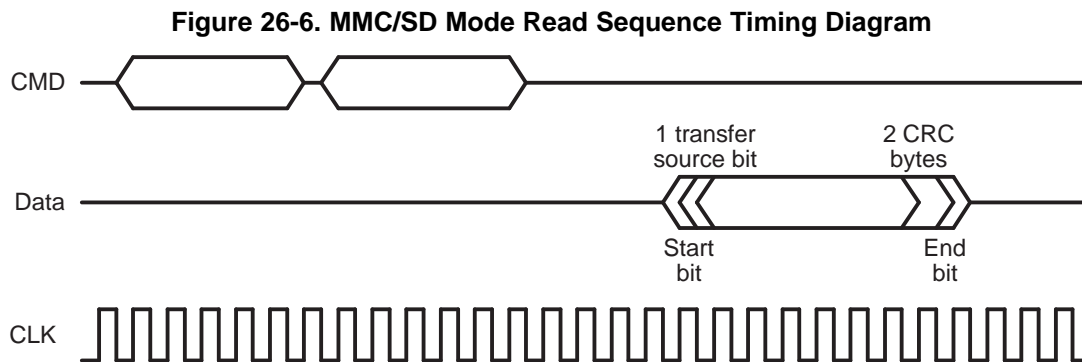 Figure 26-6. MMC/SD Mode Read Sequence Timing Diagram
CMD
1 transfer
source bit
2 CRC
bytes
Data
Start
bit
End
bit
CLK